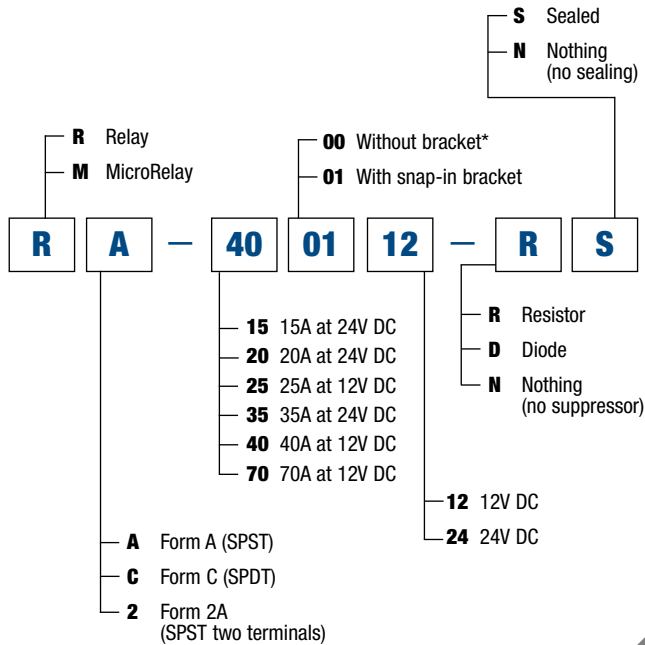 S Sealed
N Nothing
(no sealing)
R Relay
M MicroRelay
00 Without bracket*
01 With snap-in bracket
R A – 40 01 12 – R S
15 15A at 24V DC
20 20A at 24V DC
25 25A at 12V DC
35 35A at 24V DC
40 40A at 12V DC
70 70A at 12V DC
R Resistor
D Diode
N Nothing
(no suppressor)
12 12V DC
24 24V DC
A Form A (SPST)
C Form C (SPDT)
2 Form 2A
(SPST two terminals)